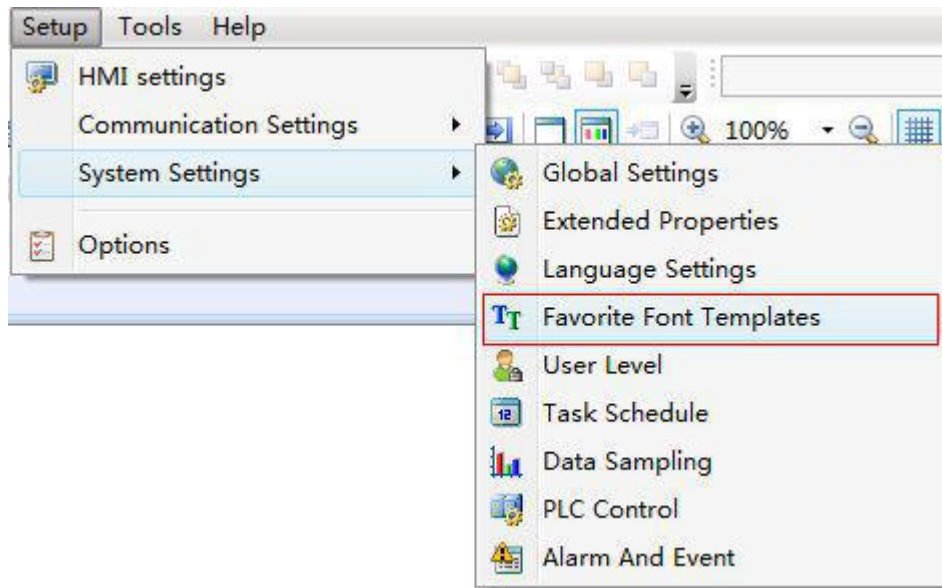 Setup Tools Help
HMI settings
Communication Settings
100%
System Settings
Global Settings
Extended Properties
Options
Language Settings
Favorite Font Templates
User Level
Task Schedule
12
Data Sampling
PLC Control
Alarm And Event